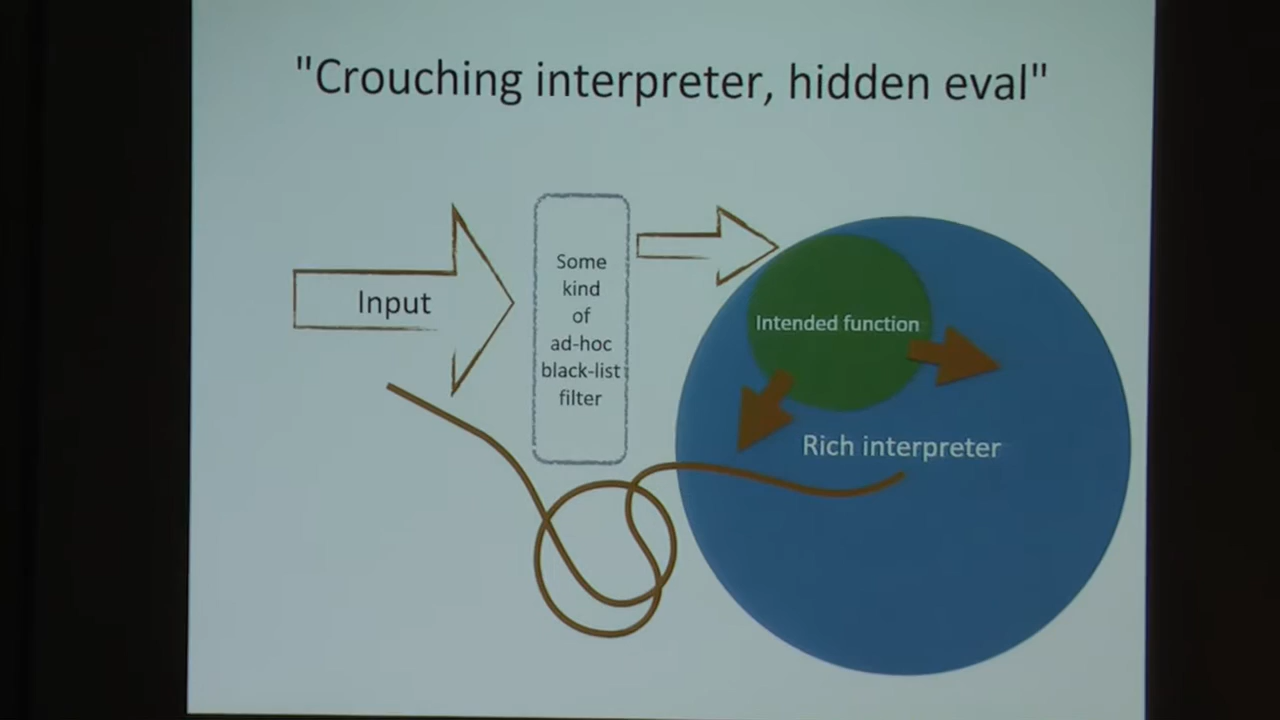 "Crouching interpreter, hidden eval"
Input
Some
kind
of
ad-hoc
black-list
filter
Intended function
Rich interpreter